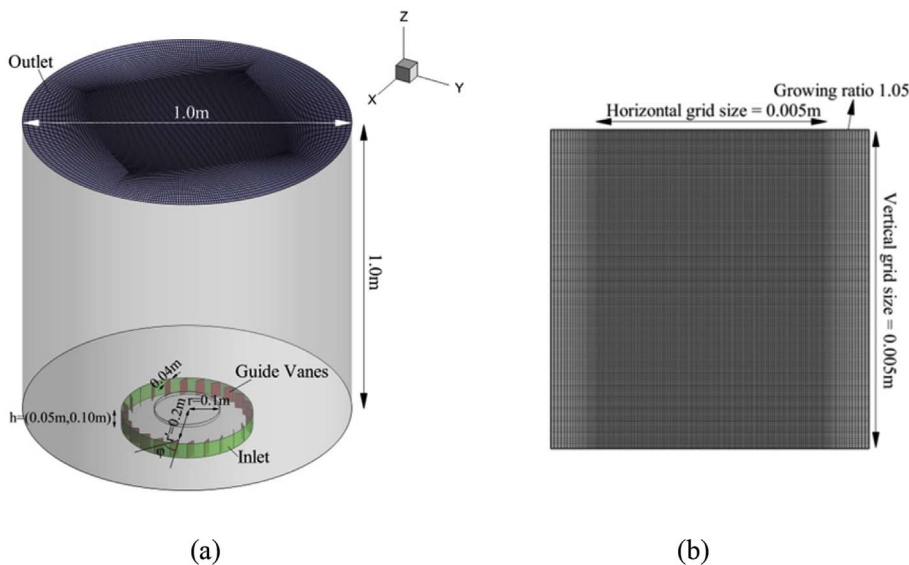 Z
Y
X
Outlet
1.0m
1.0m
0.04m
Guide Vanes
r=0.1m
h=(0.05m,0.10m)
r'=0.2m
φ
Inlet
(a)
Growing ratio 1.05
Horizontal grid size = 0.005m
Vertical grid size = 0.005m
(b)